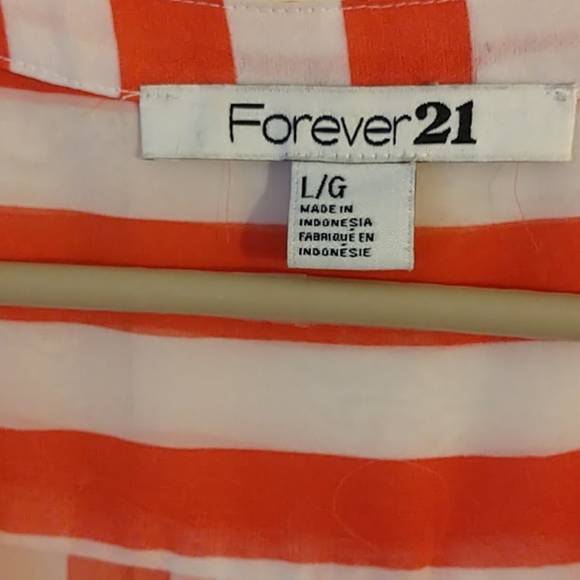 Forever21
L/G
MADE IN
INDONESIA
FABRIQUÉ EN
INDONÉSIE